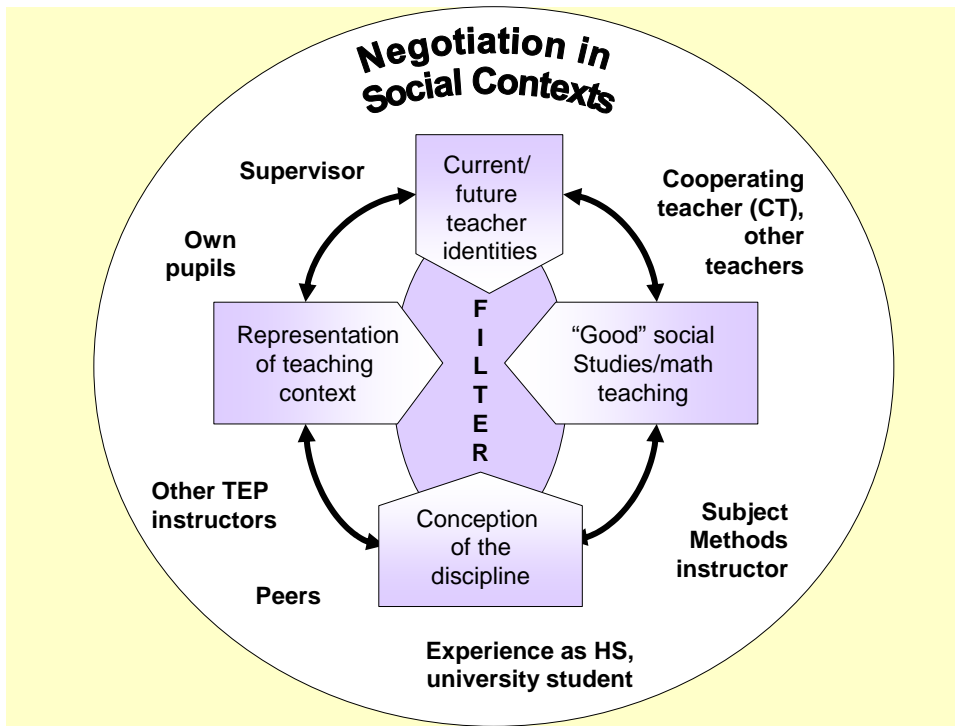 Negotiation in
Social Contexts
Supervisor
Current/
future
teacher
identities
Cooperating
teacher (CT),
other
teachers
Own
pupils
Representation
of teaching
context
F
I
L
T
E
R
“Good” social
Studies/math
teaching
Other TEP
instructors
Conception
of the
discipline
Subject
Methods
instructor
Peers
Experience as HS,
university student